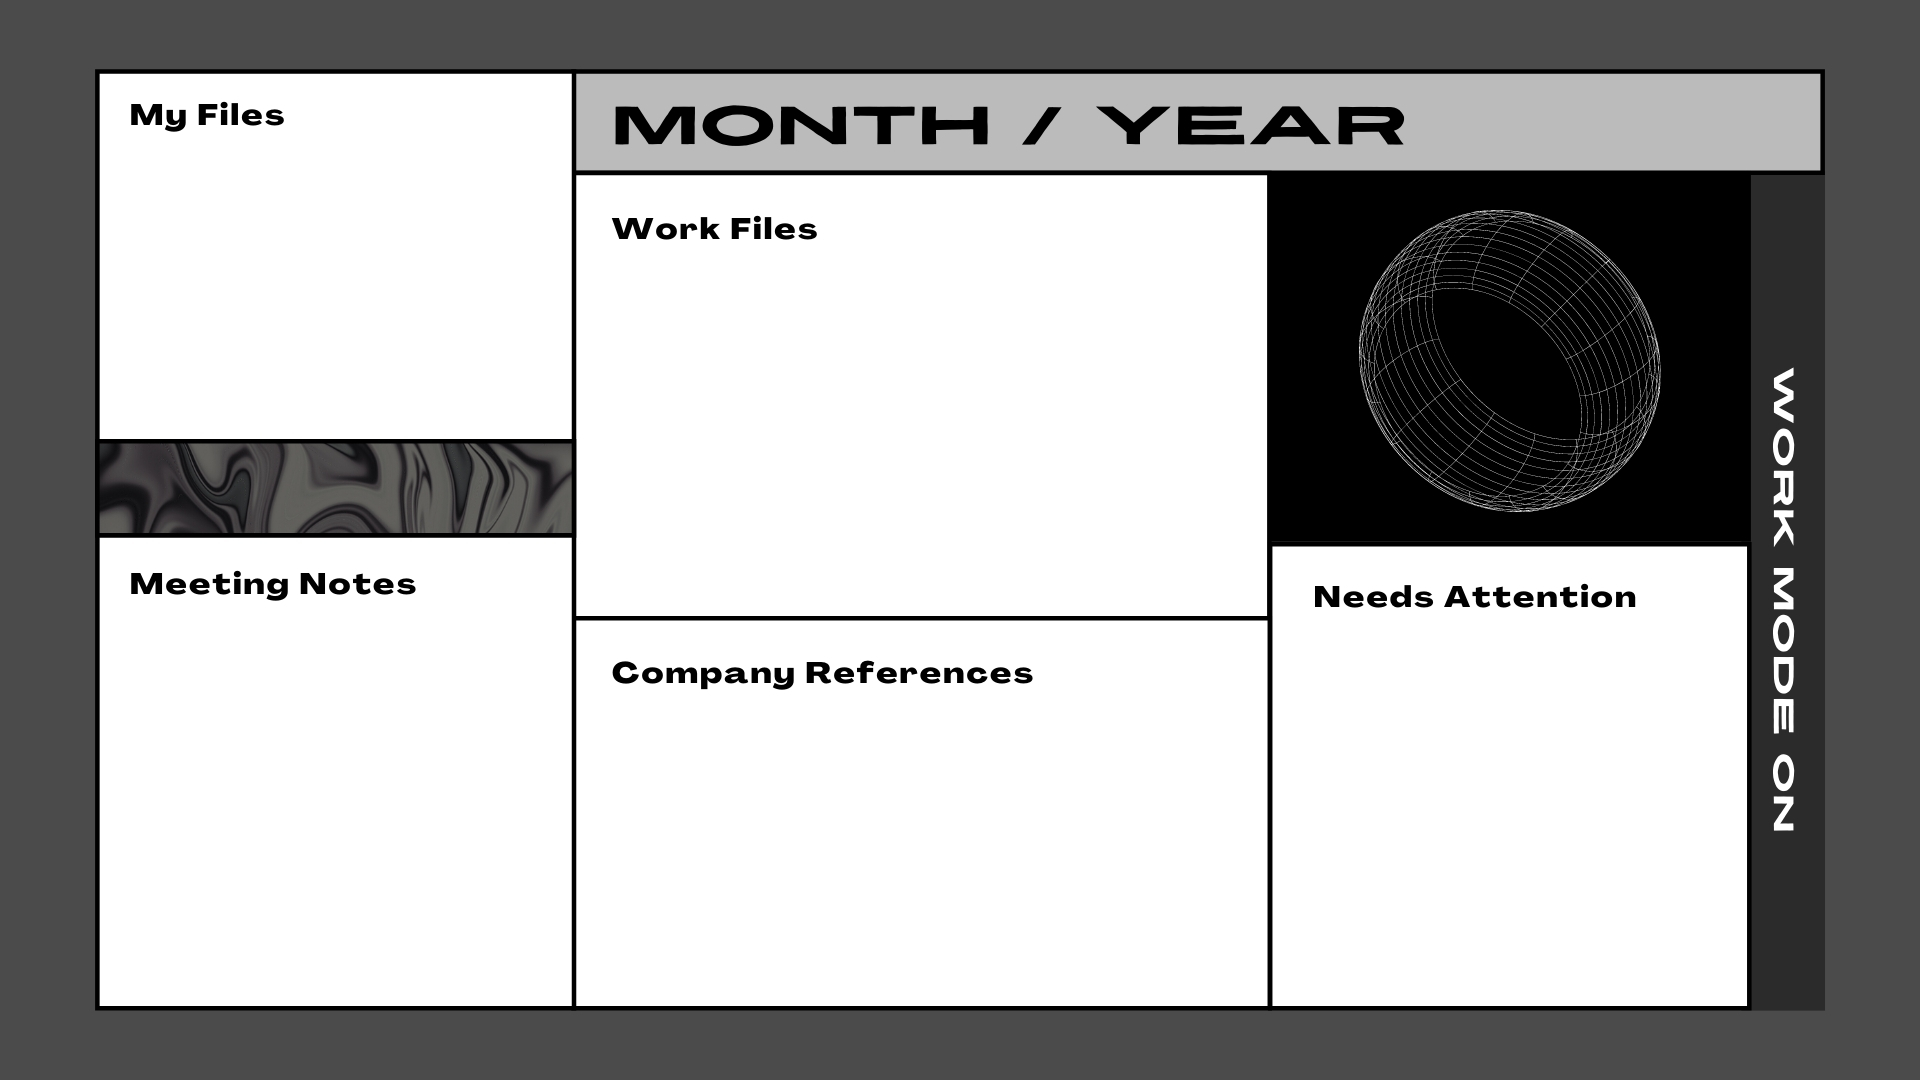 My Files
MONTH / YEAR
Work Files
Meeting Notes
Company References
Needs Attention
WORK MODE ON